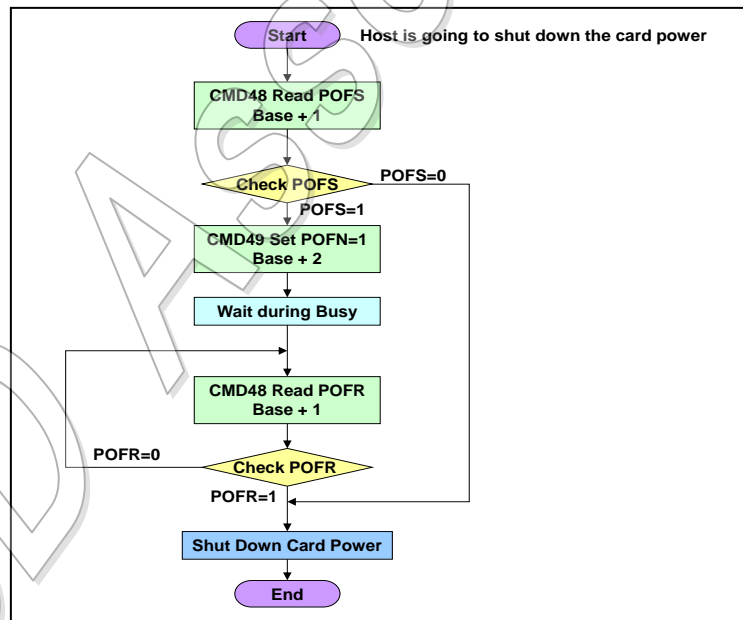 Start
Host is going to shut down the card power
CMD48 Read POFS
Base + 1
Check POFS
POFS=0
POFS=1
CMD49 Set POFN=1
Base + 2
Wait during Busy
CMD48 Read POFR
Base + 1
POFR=0
Check POFR
POFR=1
Shut Down Card Power
End